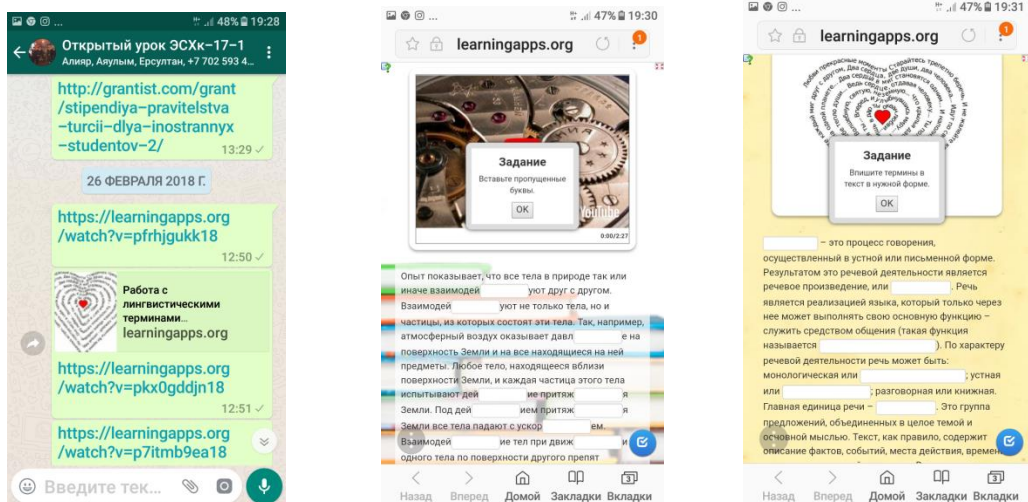 48% 19:28
Открытый урок ЭСХк–17–1
Алияр, Аяулым, Ерсултан, +7 702 593 4...
http://grantist.com/grant
/stipendiya–pravitelstva
–turcii–dlya–inostrannyx
–studentov–2/
13:29
26 ФЕВРАЛЯ 2018 Г.
https://learningapps.org
/watch?v=pfrhjgukk18
12:50
Работа с
лингвистическими
терминами...
learningapps.org
https://learningapps.org
/watch?v=pkx0gddjn18
12:51
https://learningapps.org
/watch?v=p7itmb9ea18
Введите тек...
47% 19:30
learningapps.org
1
Задание
Вставьте пропущенные
буквы.
OK
YouTube
0:00/2:27
Опыт показывает, что все тела в природе так или
иначе взаимодей уют друг с другом.
Взаимодей уют не только тела, но и
частицы, из которых состоят эти тела. Так, например,
атмосферный воздух оказывает давл е на
поверхность Земли и на все находящиеся на ней
предметы. Любое тело, находящееся вблизи
поверхности Земли, и каждая частица этого тела
испытывают дей ие притяж я
Земли. Под дей ием притяж я
Земли все тела падают с ускор ем.
Взаимодей ие тел при движ и
одного тела по поверхности другого препят
Назад Вперед Домой Закладки Вкладки
47% 19:31
learningapps.org
1
Задание
Впишите термины в
текст в нужной форме.
OK
– это процесс говорения,
осуществленный в устной или письменной форме.
Результатом это речевой деятельности является
речевое произведение, или . Речь
является реализацией языка, который только через
нее может выполнять свою основную функцию –
служить средством общения (такая функция
называется ). По характеру
речевой деятельности речь может быть:
монологическая или ; устная
или ; разговорная или книжная.
Главная единица речи – . Это группа
предложений, объединенных в целое темой и
основной мыслью. Текст, как правило, содержит
описание фактов, событий, места действия, времен
Назад Вперед Домой Закладки Вкладки